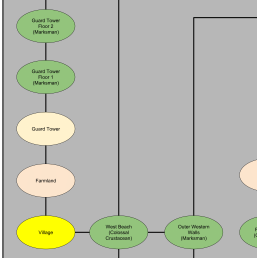 Guard Tower
Floor 2
(Marksman)
Guard Tower
Floor 1
(Marksman)
Guard Tower
Farmland
Village
West Beach
(Colossal
Crustacean)
Outer Western
Walls
(Marksman)